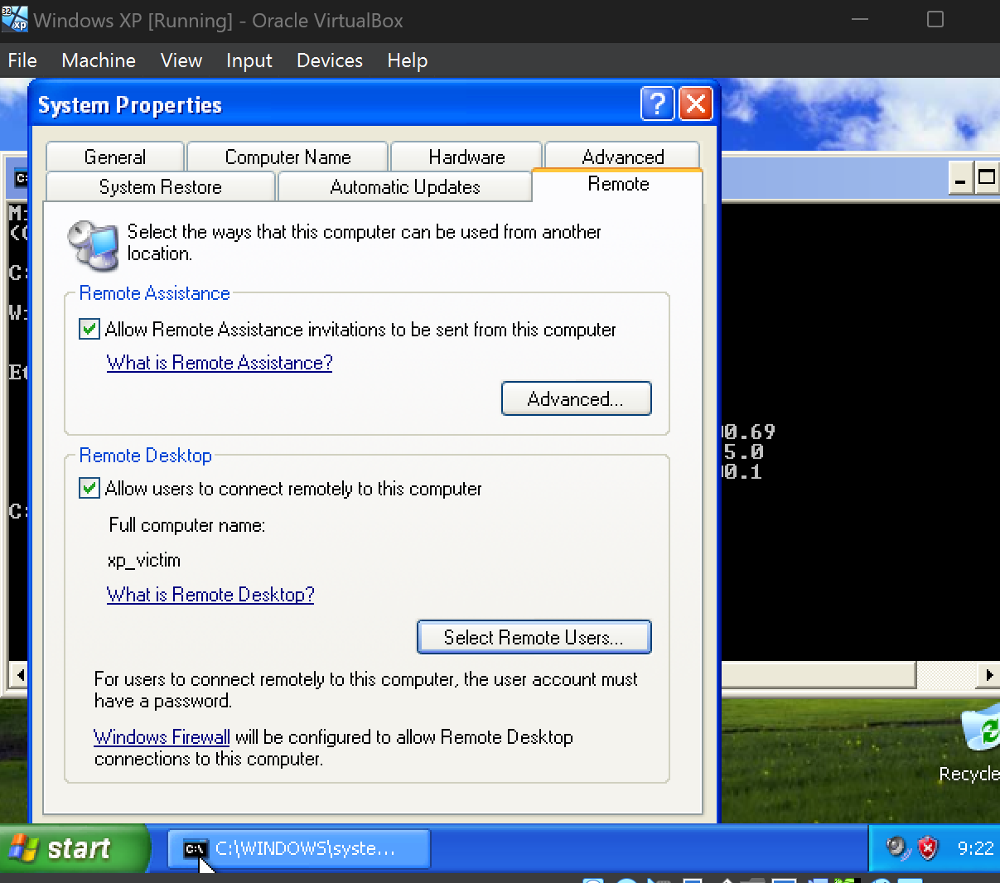 Windows XP [Running] - Oracle VirtualBox
File Machine View Input Devices Help
System Properties
General Computer Name Hardware Advanced
System Restore Automatic Updates Remote
Select the ways that this computer can be used from another
location.
Remote Assistance
Allow Remote Assistance invitations to be sent from this computer
What is Remote Assistance?
Advanced...
Remote Desktop
Allow users to connect remotely to this computer
Full computer name:
xp_victim
What is Remote Desktop?
Select Remote Users...
For users to connect remotely to this computer, the user account must
have a password.
Windows Firewall will be configured to allow Remote Desktop
connections to this computer.
0.69
5.0
0.1
Recycle
start
C:\WINDOWS\syste...
9:22